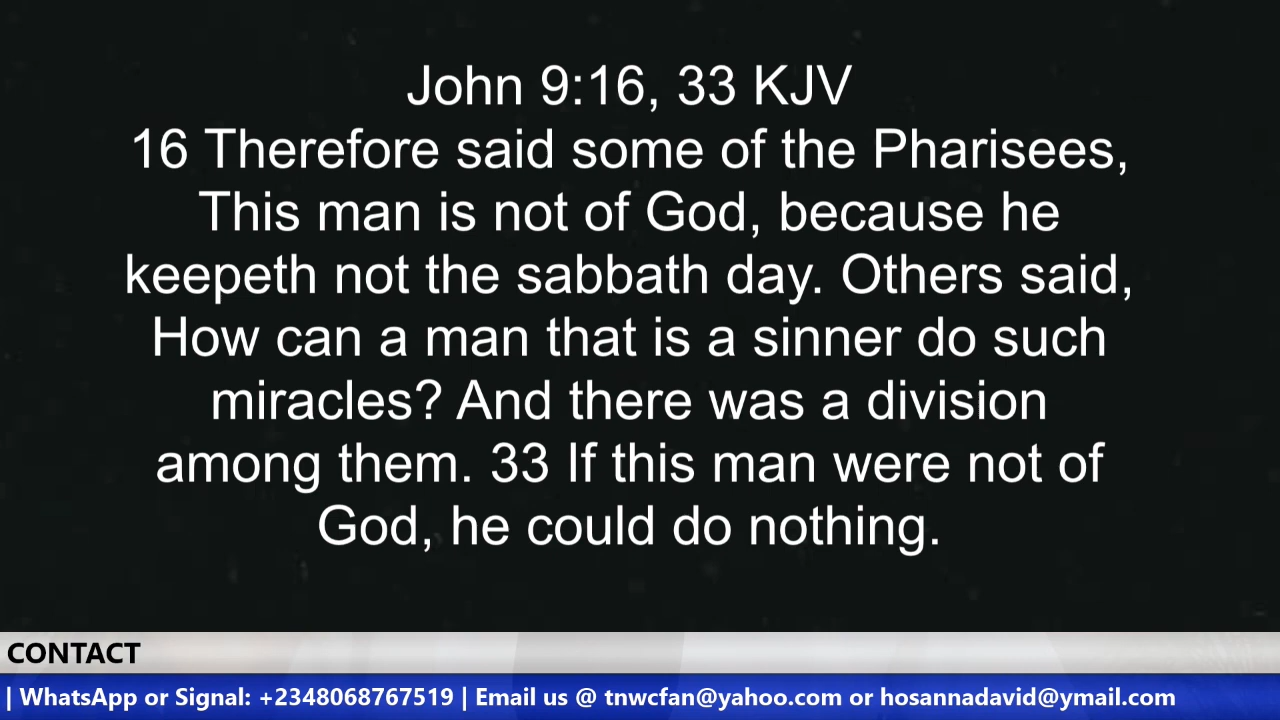 John 9:16, 33 KJV
16 Therefore said some of the Pharisees,
This man is not of God, because he
keepeth not the sabbath day. Others said,
How can a man that is a sinner do such
miracles? And there was a division
among them. 33 If this man were not of
God, he could do nothing.
CONTACT
| WhatsApp or Signal: +2348068767519 | Email us @ tnwcfan@yahoo.com or hosannadavid@ymail.com